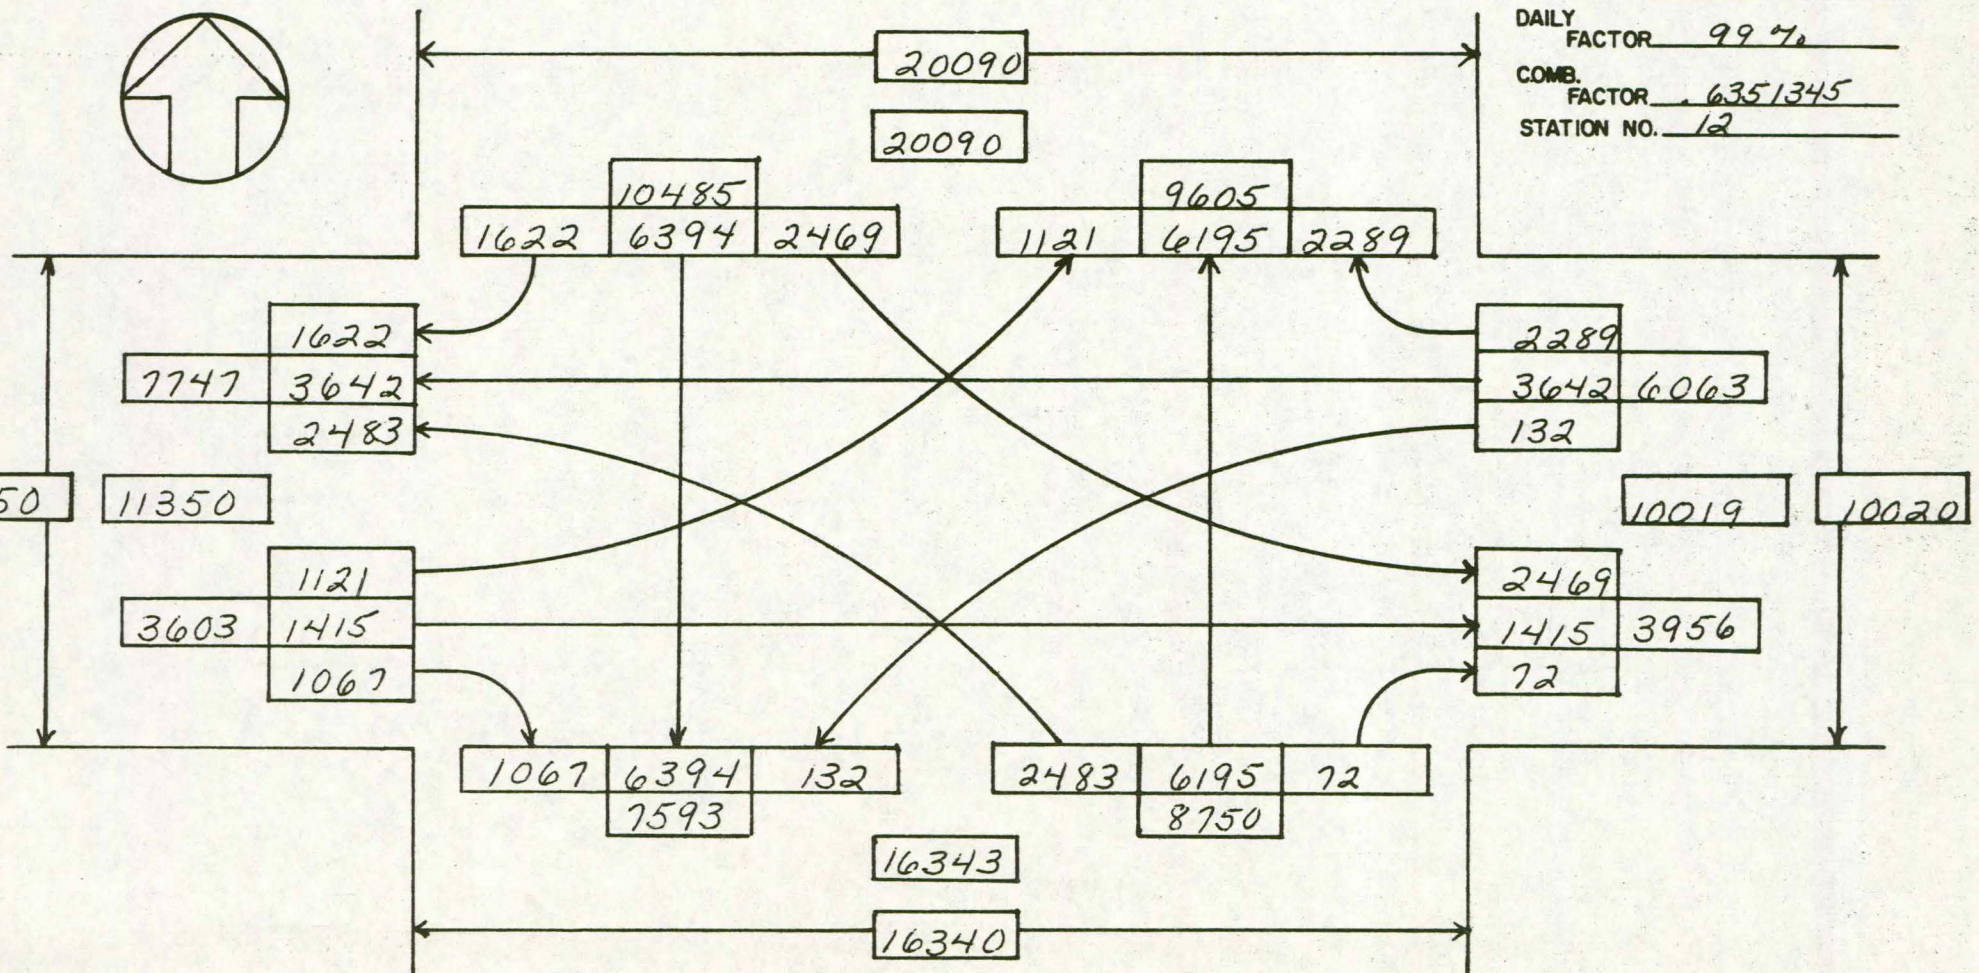 DAILY
FACTOR 99 %
COMB.
FACTOR .6351345
STATION NO. 12
20090
20090
10485
1622 6394 2469
9605
1121 6195 2289
1622
7747 3642
2483
2289
3642 6063
132
50 11350
10019 10020
1121
3603 1415
1067
2469
1415 3956
72
1067 6394 132
7593
2483 6195 72
8750
16343
16340